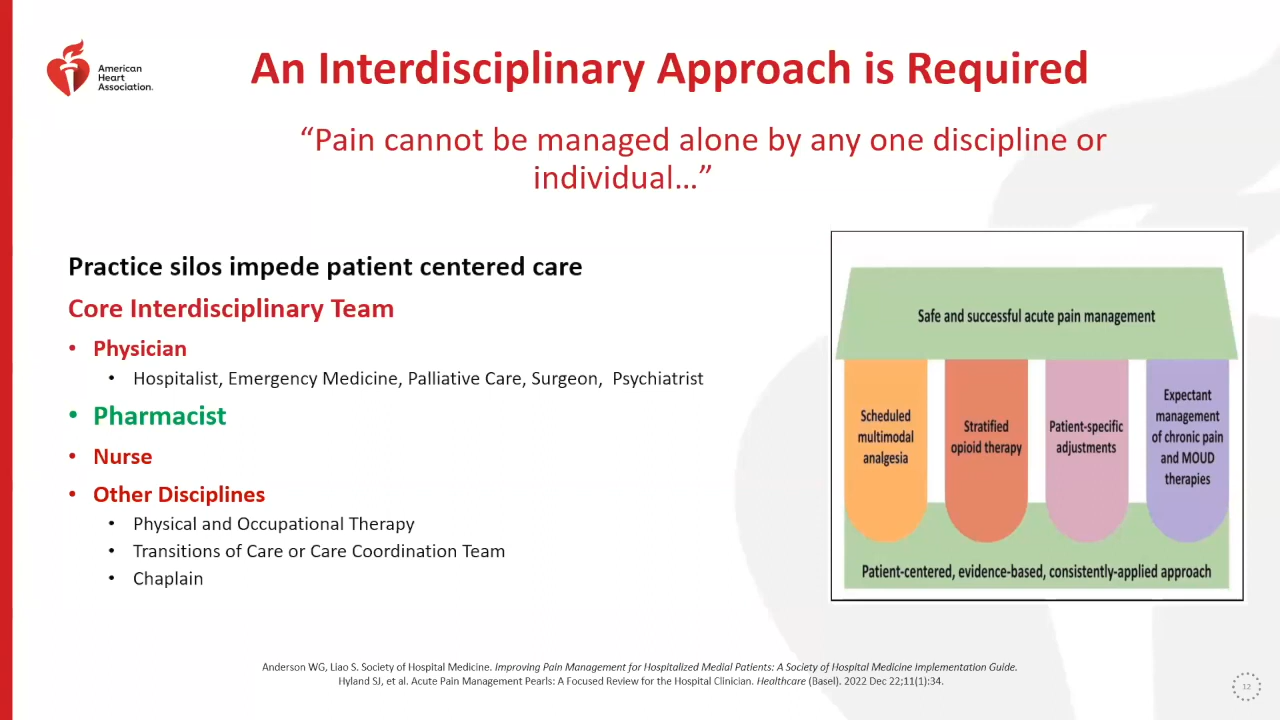 American
Heart
Association.
An Interdisciplinary Approach is Required
“Pain cannot be managed alone by any one discipline or
individual…”
Practice silos impede patient centered care
Core Interdisciplinary Team
• Physician
• Hospitalist, Emergency Medicine, Palliative Care, Surgeon, Psychiatrist
• Pharmacist
• Nurse
• Other Disciplines
• Physical and Occupational Therapy
• Transitions of Care or Care Coordination Team
• Chaplain
Safe and successful acute pain management
Scheduled
multimodal
analgesia
Stratified
opioid therapy
Patient-specific
adjustments
Expectant
management
of chronic pain
and MOUD
therapies
Patient-centered, evidence-based, consistently-applied approach
Anderson WG, Liao S. Society of Hospital Medicine. Improving Pain Management for Hospitalized Medial Patients: A Society of Hospital Medicine Implementation Guide.
Hyland SJ, et al. Acute Pain Management Pearls: A Focused Review for the Hospital Clinician. Healthcare (Basel). 2022 Dec 22;11(1):34.
12